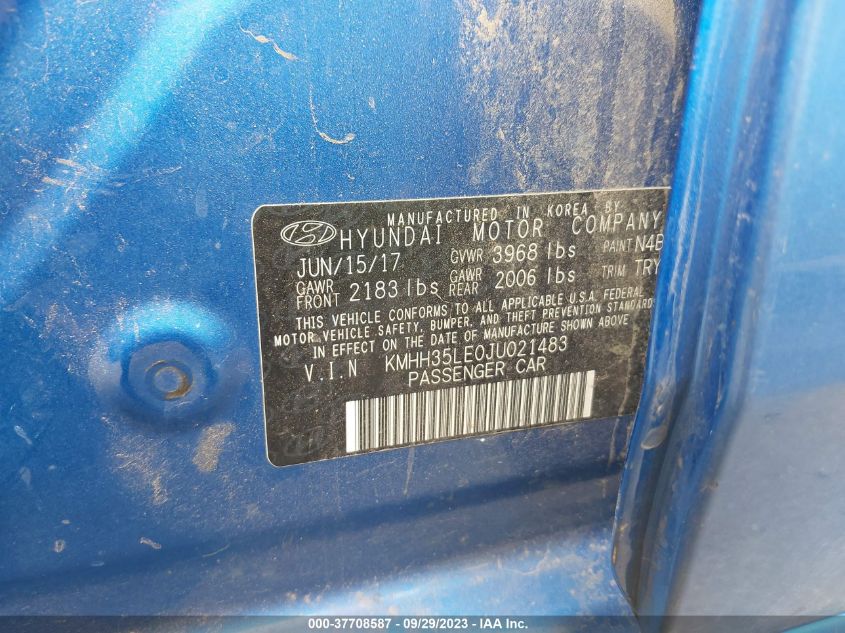 MANUFACTURED IN KOREA BY
HYUNDAI MOTOR COMPANY
JUN/15/17 GVWR 3968 lbs PAINT N4B
GAWR FRONT 2183 lbs GAWR REAR 2006 lbs TRIM TRY
THIS VEHICLE CONFORMS TO ALL APPLICABLE U.S.A. FEDERAL
MOTOR VEHICLE SAFETY, BUMPER, AND THEFT PREVENTION STANDARD
IN EFFECT ON THE DATE OF MANUFACTURE SHOWN ABOVE
V.I.N KMHH35LE0JU021483
PASSENGER CAR
000-37708587 - 09/29/2023 - IAAI.COM